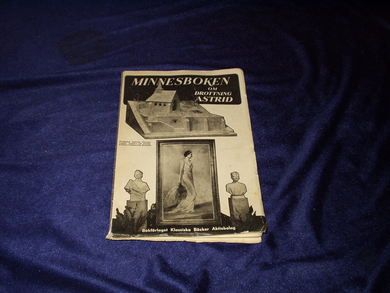 MINNESBOKEN
OM
DROTTNING
ASTRID
Bokförlaget Klassiska Böcker Aktiebolag